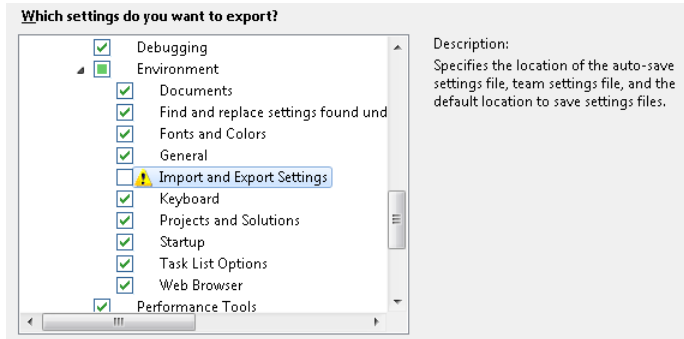 Which settings do you want to export?
Debugging
Environment
Documents
Find and replace settings found und
Fonts and Colors
General
Import and Export Settings
Keyboard
Projects and Solutions
Startup
Task List Options
Web Browser
Performance Tools
Description:
Specifies the location of the auto-save
settings file, team settings file, and the
default location to save settings files.